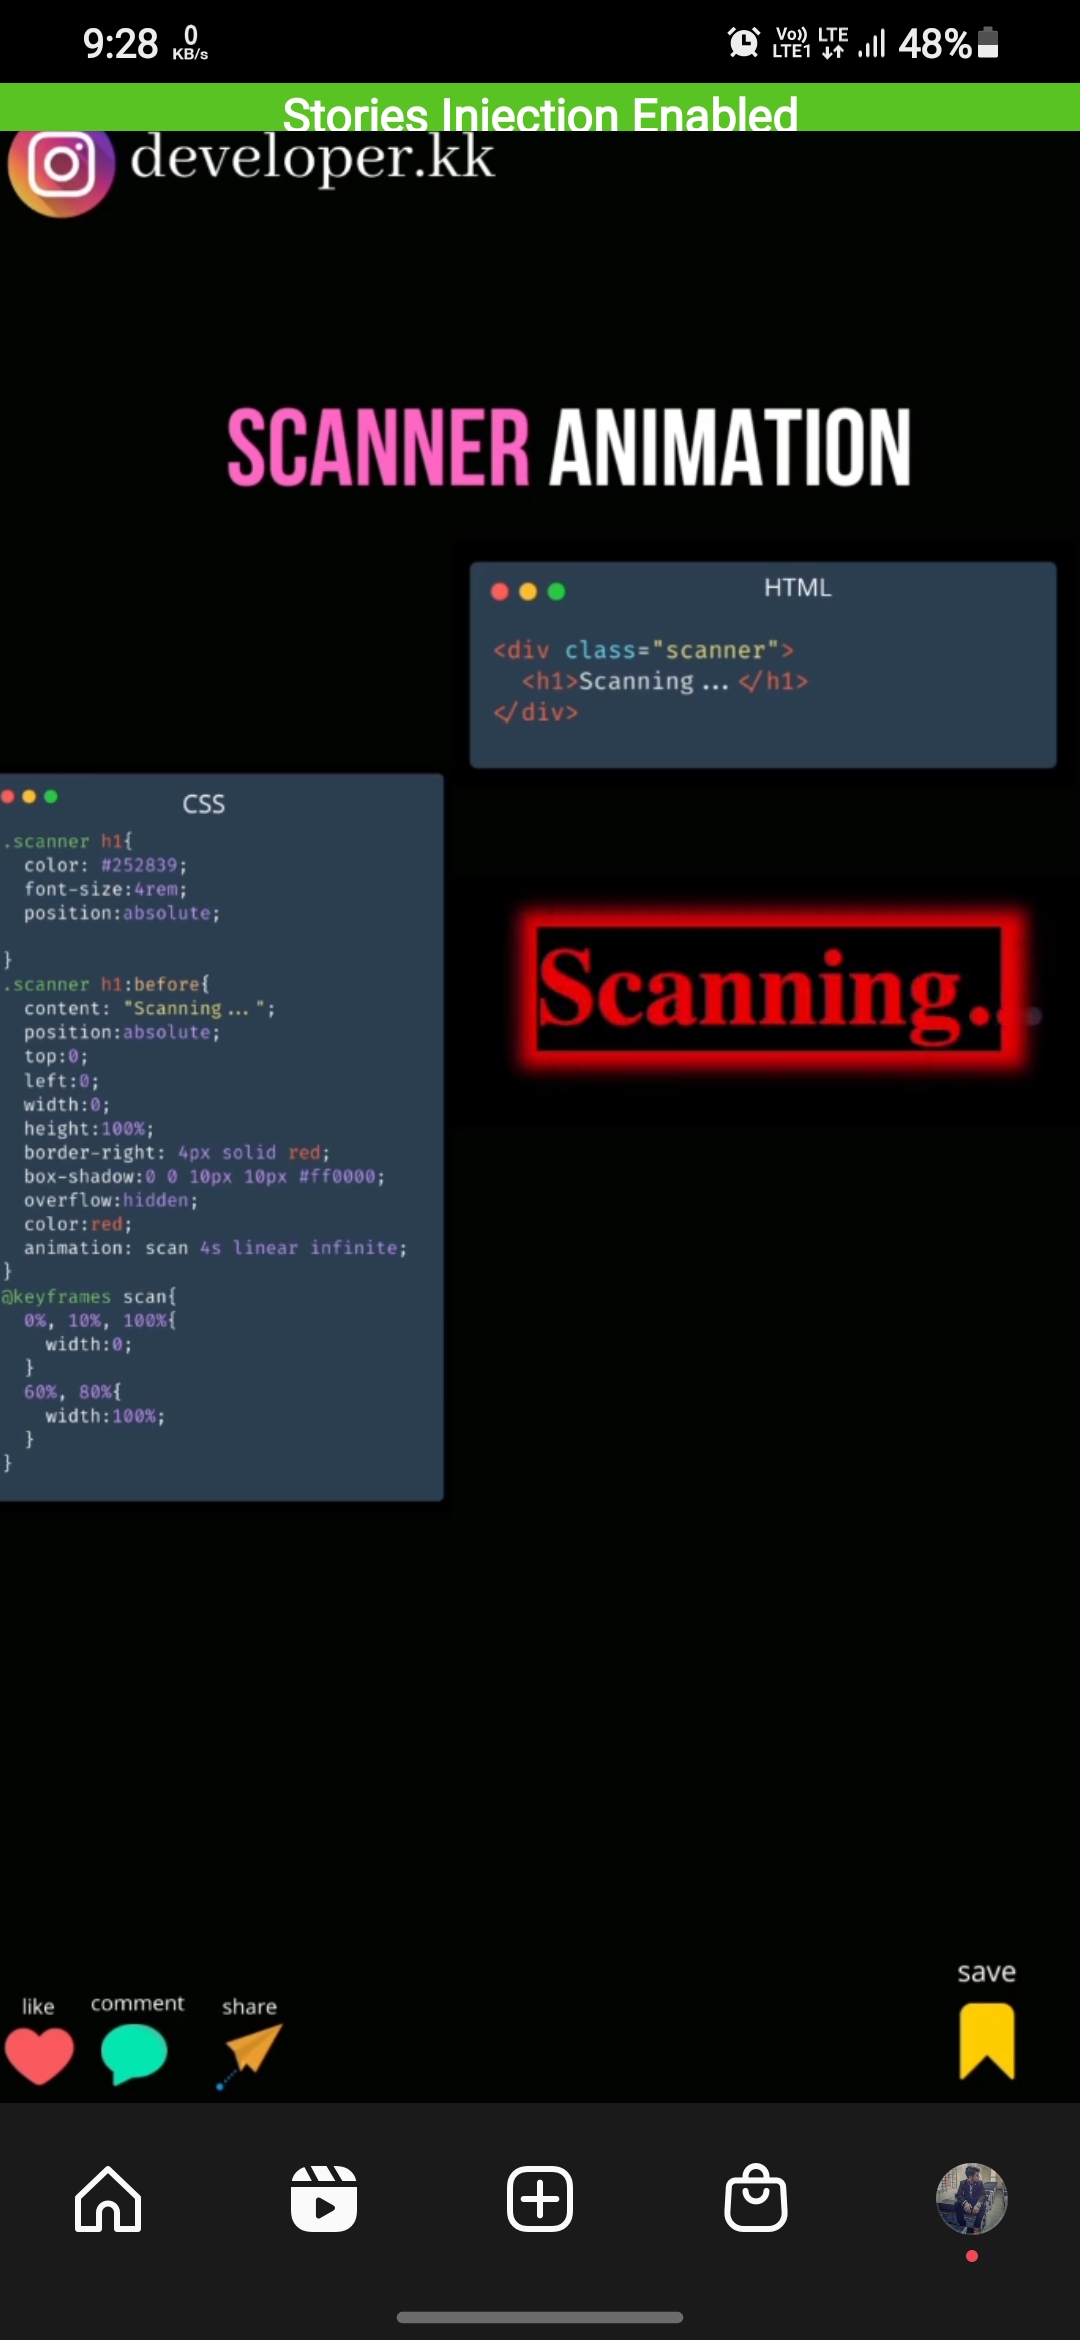 9:28 0 KB/s Vo)) LTE LTE1 48%
Stories Injection Enabled
developer.kk
SCANNER ANIMATION
HTML
<div class="scanner">
<h1>Scanning...</h1>
</div>
CSS
.scanner h1{
color: #252839;
font-size:4rem;
position:absolute;
}
.scanner h1:before{
content: "Scanning...";
position:absolute;
top:0;
left:0;
width:0;
height:100%;
border-right: 4px solid red;
box-shadow:0 0 10px 10px #ff0000;
overflow:hidden;
color:red;
animation: scan 4s linear infinite;
}
@keyframes scan{
0%, 10%, 100%{
width:0;
}
60%, 80%{
width:100%;
}
}
Scanning...
like comment share
save